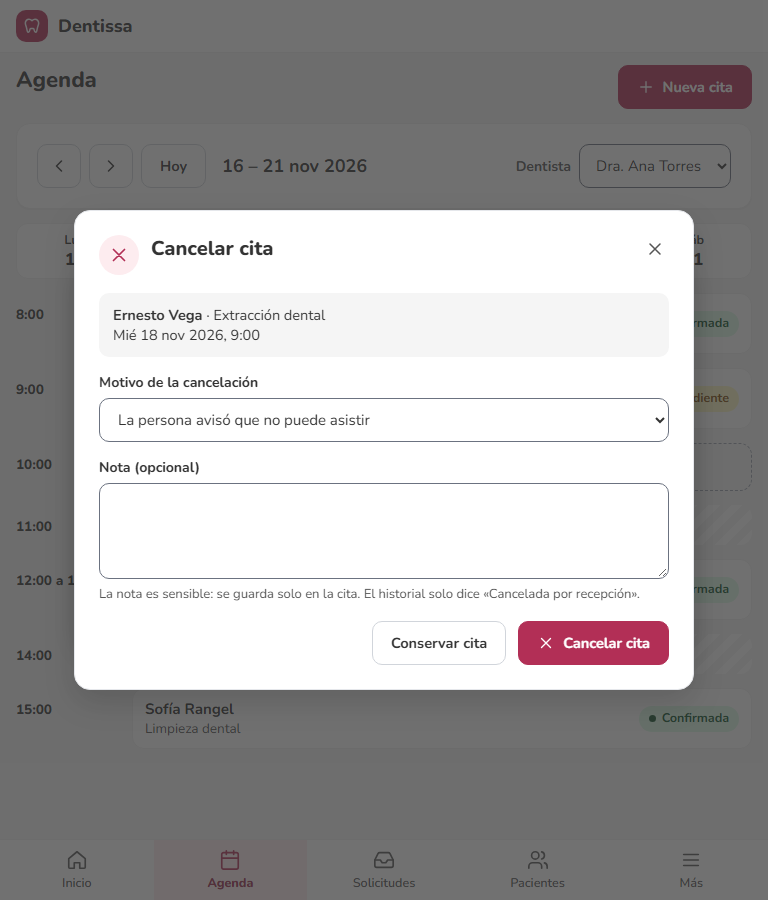 Dentissa
Agenda
Nueva cita
Hoy
16 – 21 nov 2026
Dentista
Dra. Ana Torres
Cancelar cita
Ernesto Vega · Extracción dental
Mié 18 nov 2026, 9:00
Motivo de la cancelación
La persona avisó que no puede asistir
Nota (opcional)
La nota es sensible: se guarda solo en la cita. El historial solo dice «Cancelada por recepción».
Conservar cita
Cancelar cita
8:00
9:00
10:00
11:00
12:00 a
14:00
15:00
Sofía Rangel
Limpieza dental
Confirmada
Inicio
Agenda
Solicitudes
Pacientes
Más